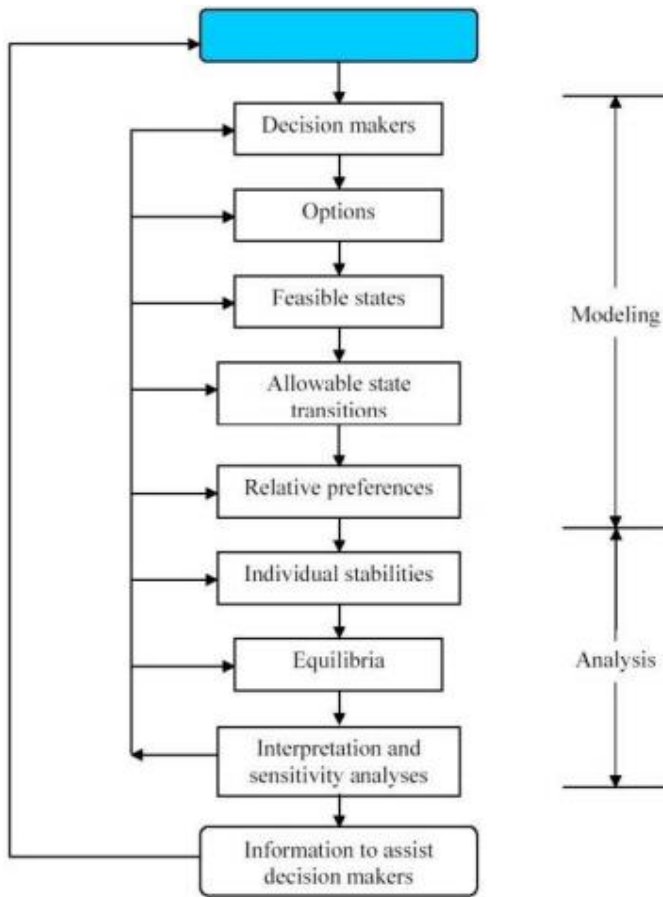 Decision makers
Options
Feasible states
Allowable state
transitions
Relative preferences
Individual stabilities
Equilibria
Interpretation and
sensitivity analyses
Information to assist
decision makers
Modeling
Analysis